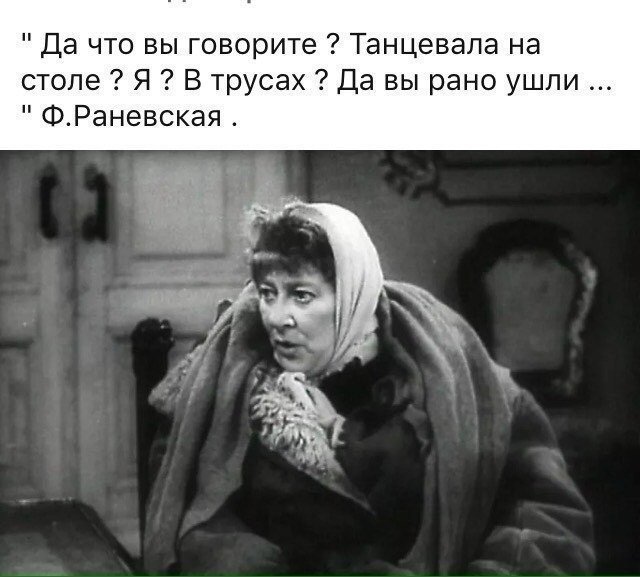 " Да что вы говорите ? Танцевала на
столе ? Я ? В трусах ? Да вы рано ушли ...
" Ф.Раневская .